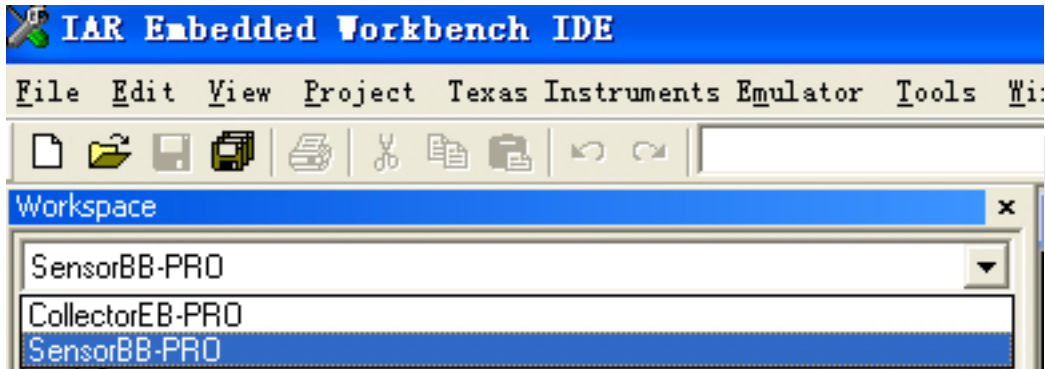 IAR Embedded Workbench IDE
File Edit View Project Texas Instruments Emulator Tools
Workspace
SensorBB-PRO
CollectorEB-PRO
SensorBB-PRO